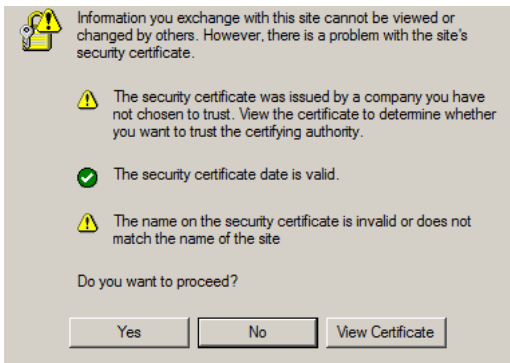 Information you exchange with this site cannot be viewed or
changed by others. However, there is a problem with the site's
security certificate.
The security certificate was issued by a company you have
not chosen to trust. View the certificate to determine whether
you want to trust the certifying authority.
The security certificate date is valid.
The name on the security certificate is invalid or does not
match the name of the site
Do you want to proceed?
Yes No View Certificate